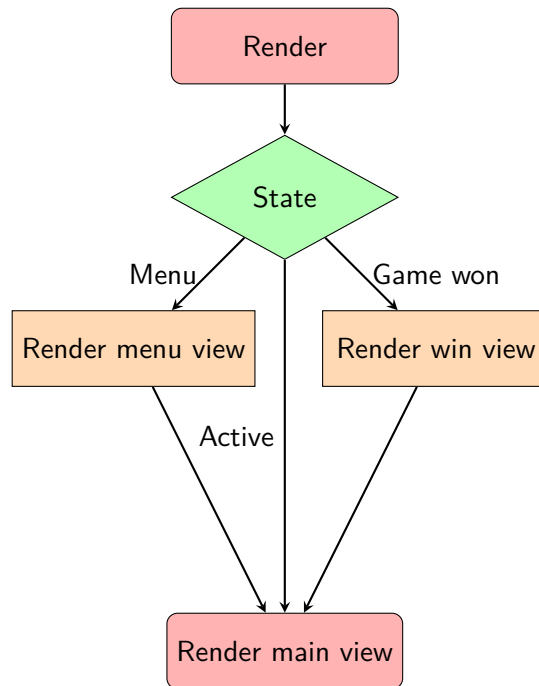 Render
State
Menu
Game won
Render menu view
Render win view
Active
Render main view